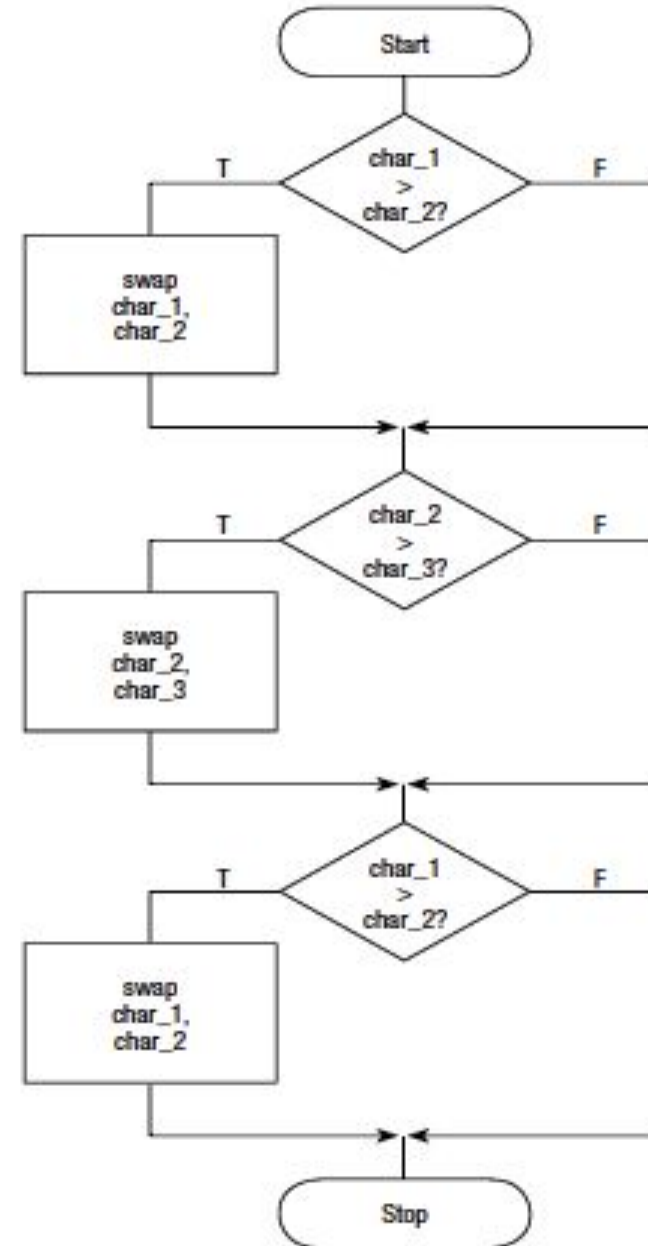 Start
char_1
>
char_2?
T
F
swap
char_1,
char_2
char_2
>
char_3?
T
F
swap
char_2,
char_3
char_1
>
char_2?
T
F
swap
char_1,
char_2
Stop